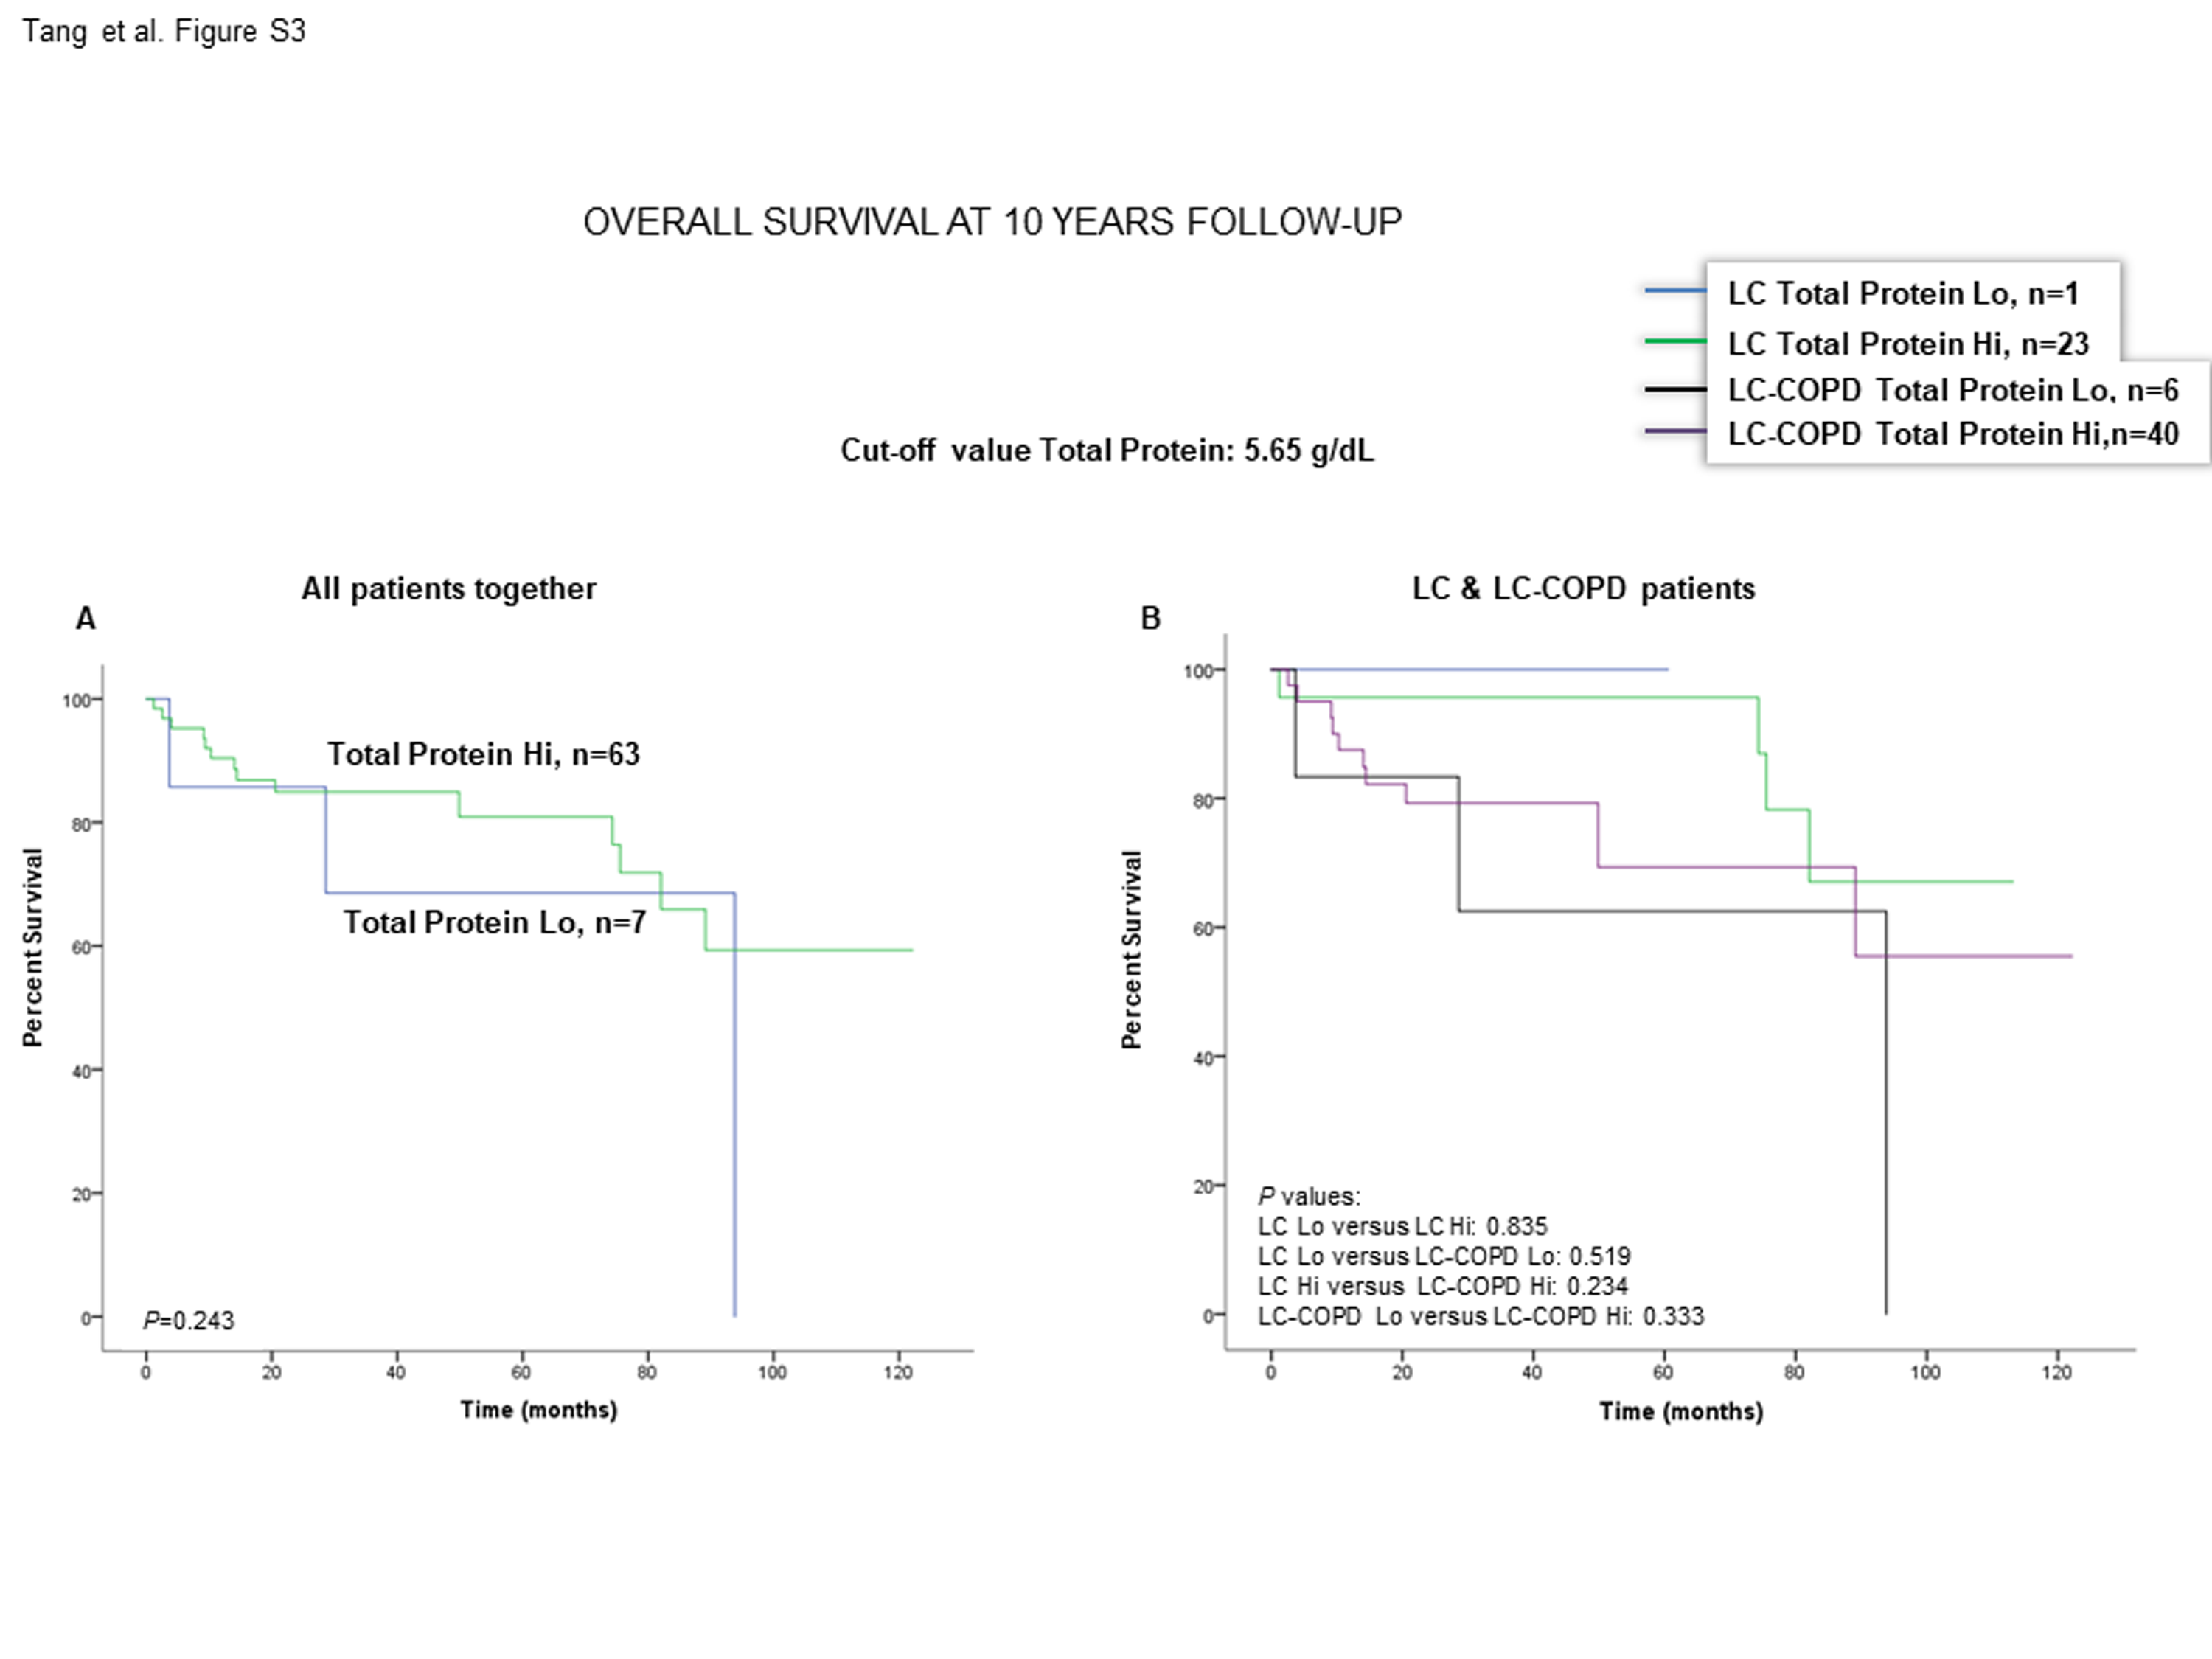 Tang et al. Figure S3
OVERALL SURVIVAL AT 10 YEARS FOLLOW-UP
LC Total Protein Lo, n=1
LC Total Protein Hi, n=23
LC-COPD Total Protein Lo, n=6
LC-COPD Total Protein Hi,n=40
Cut-off value Total Protein: 5.65 g/dL
All patients together
A
Percent Survival
100
80
60
40
20
0
Total Protein Hi, n=63
Total Protein Lo, n=7
P=0.243
0 20 40 60 80 100 120
Time (months)
LC & LC-COPD patients
B
Percent Survival
100
80
60
40
20
0
P values:
LC Lo versus LC Hi: 0.835
LC Lo versus LC-COPD Lo: 0.519
LC Hi versus LC-COPD Hi: 0.234
LC-COPD Lo versus LC-COPD Hi: 0.333
0 20 40 60 80 100 120
Time (months)